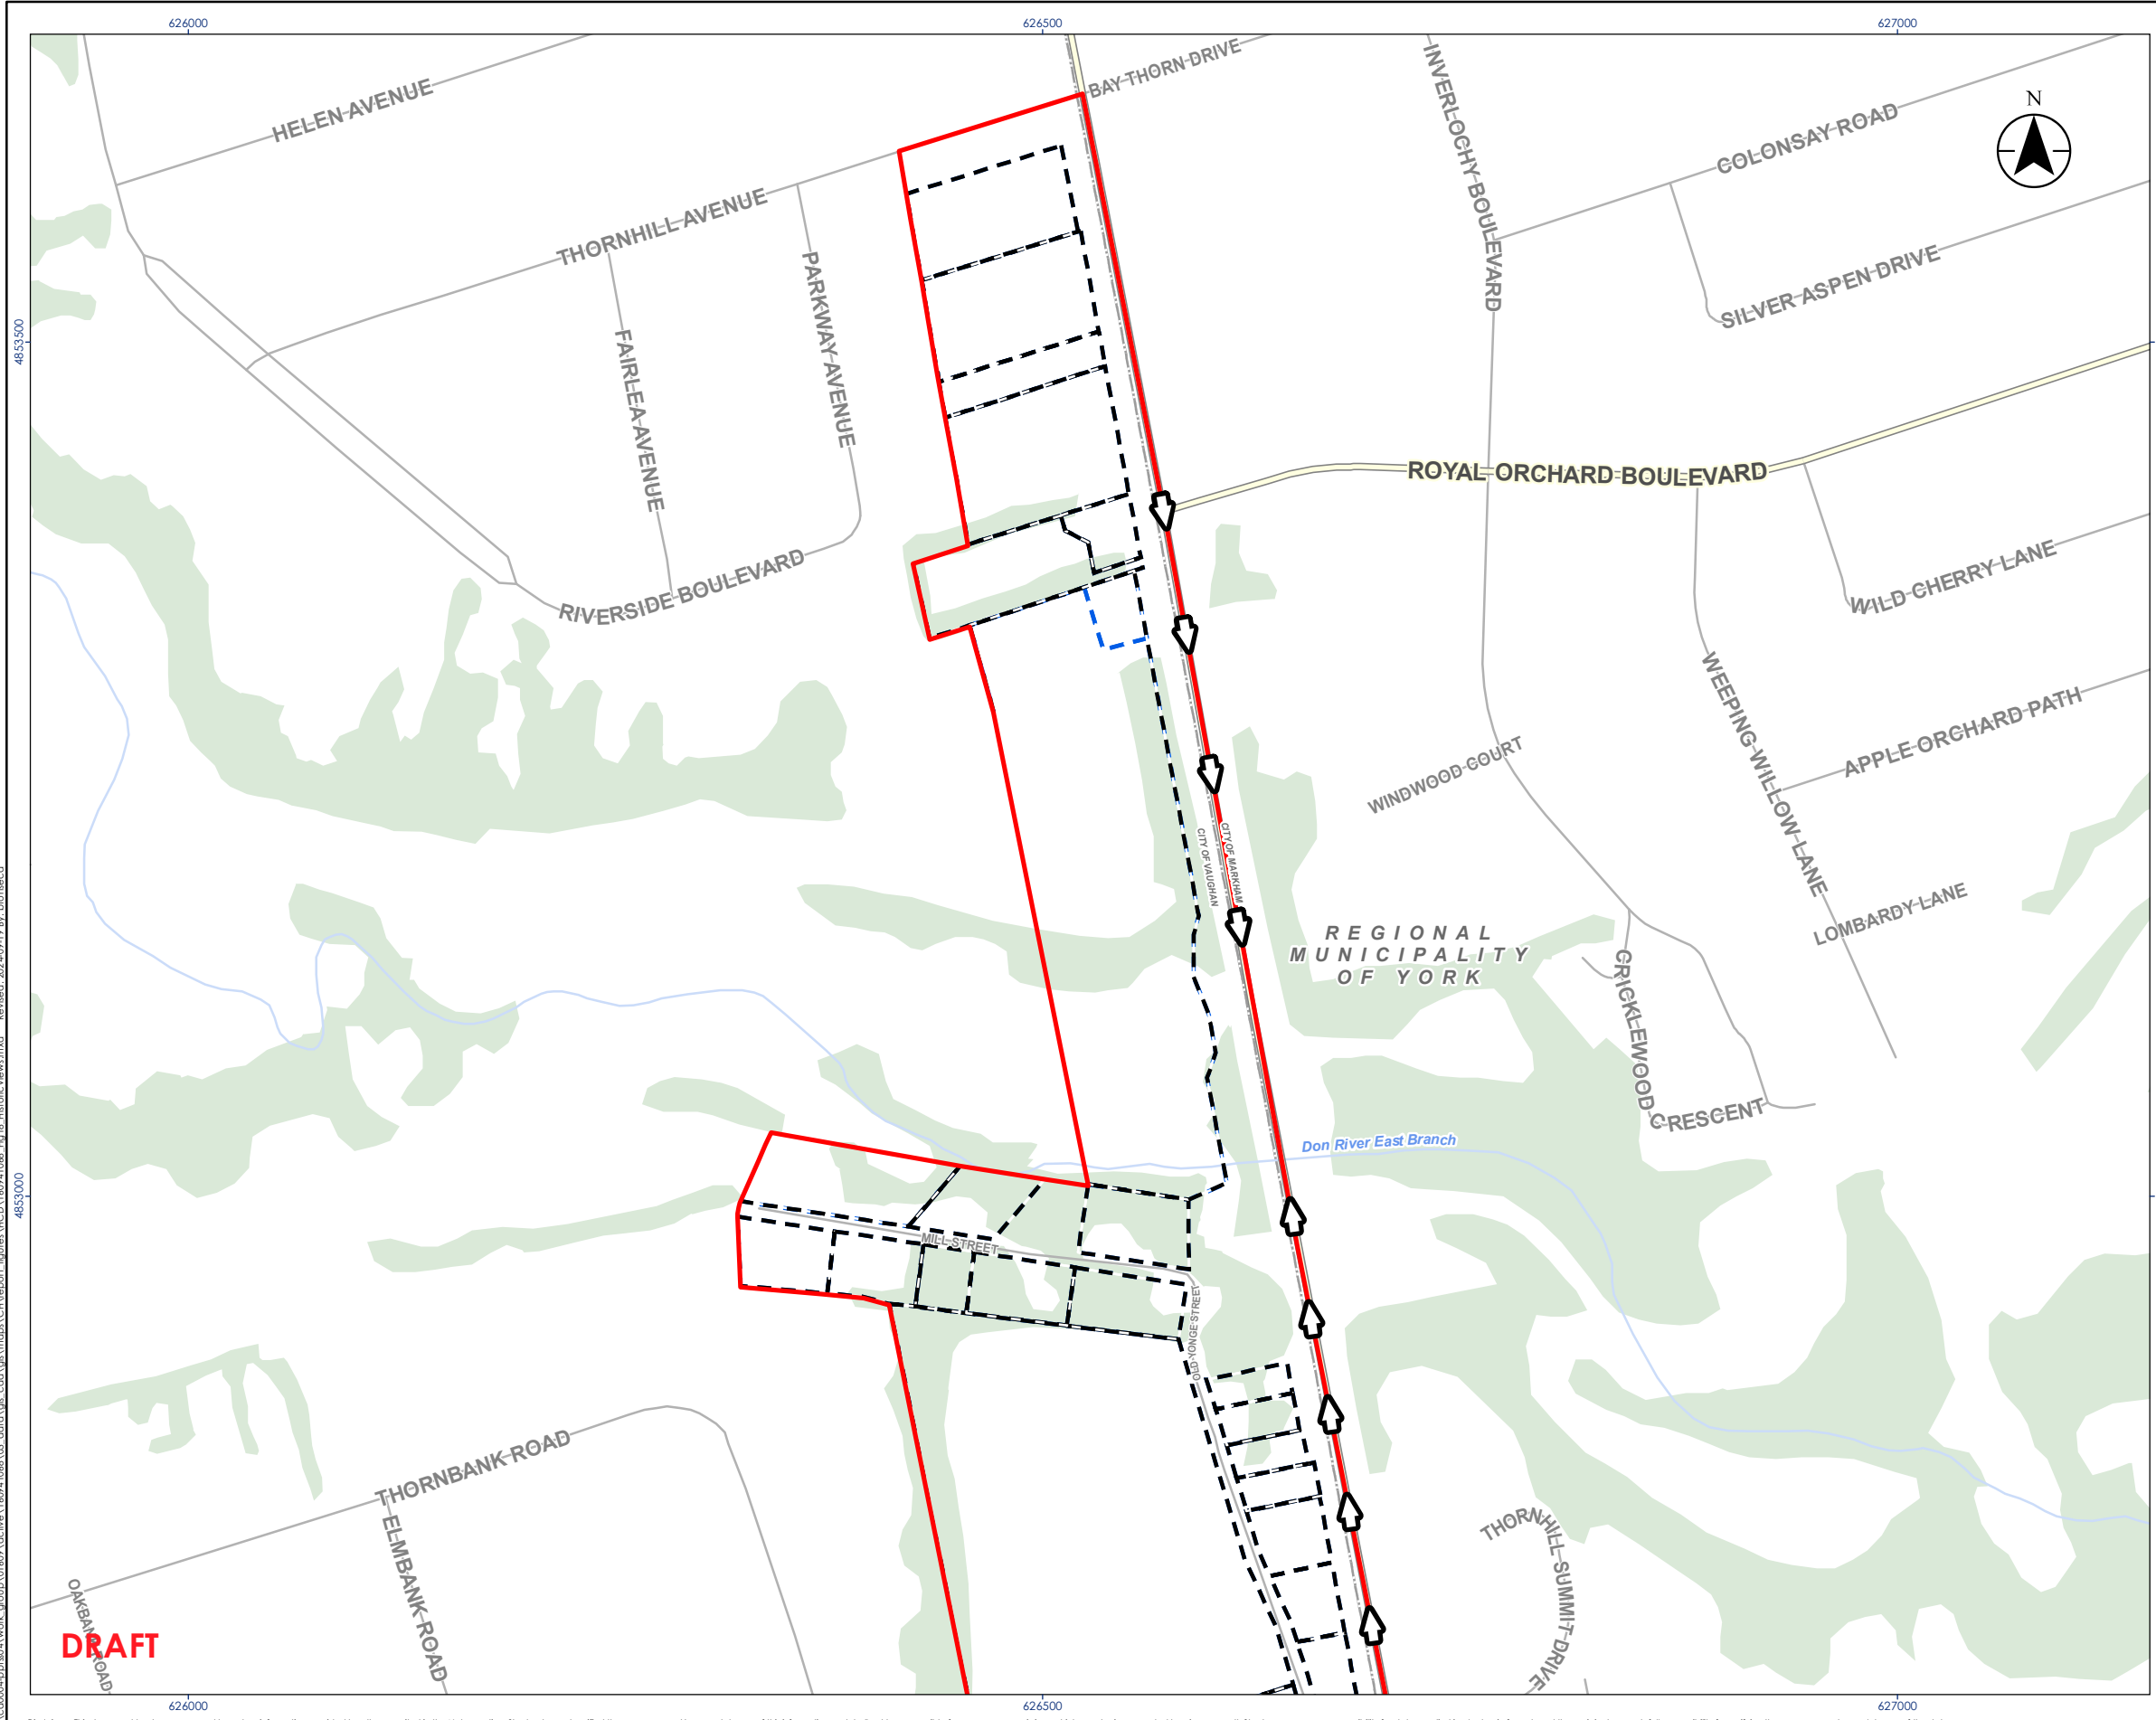 626000
626500
627000
BAY THORN DRIVE
HELEN AVENUE
INVERLOCHY BOULEVARD
N
COLONSAY ROAD
THORNHILL AVENUE
PARKWAY AVENUE
SILVER ASPEN DRIVE
4853500
FAIRLEA AVENUE
ROYAL ORCHARD BOULEVARD
RIVERSIDE BOULEVARD
WILD CHERRY LANE
WEEPING WILLOW LANE
APPLE ORCHARD PATH
WINDWOOD COURT
CITY OF MARKHAM
CITY OF VAUGHAN
LOMBARDY LANE
REGIONAL
MUNICIPALITY
OF YORK
CRICKLEWOOD
CRESCENT
Don River East Branch
4853000
MILL STREET
OLD YONGE STREET
THORNBANK ROAD
ELMBANK ROAD
THORNHILL SUMMIT DRIVE
OAKBANK ROAD
DRAFT
626000
626500
627000